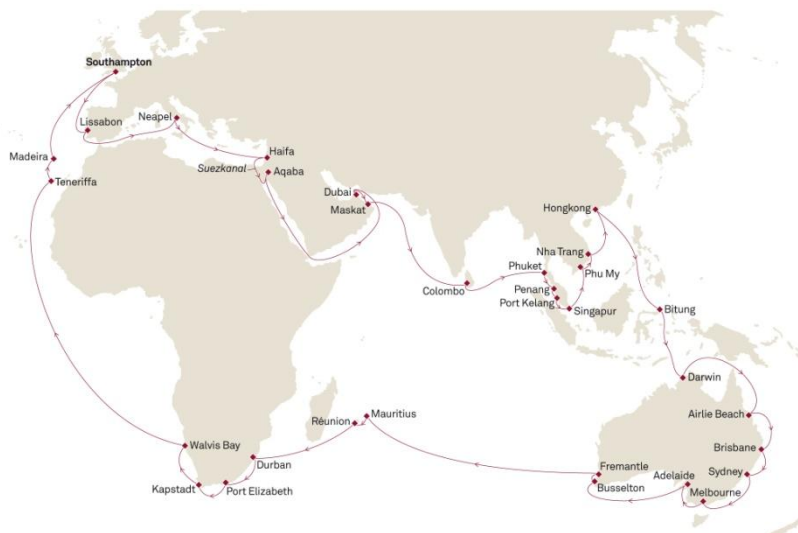 Southampton
Lissabon
Neapel
Haifa
Suezkanal
Aqaba
Madeira
Teneriffa
Dubai
Maskat
Hongkong
Nha Trang
Phuket
Phu My
Penang
Colombo
Port Kelang
Singapur
Bitung
Darwin
Airlie Beach
Mauritius
Réunion
Walvis Bay
Brisbane
Durban
Fremantle
Sydney
Adelaide
Kapstadt
Port Elizabeth
Busselton
Melbourne